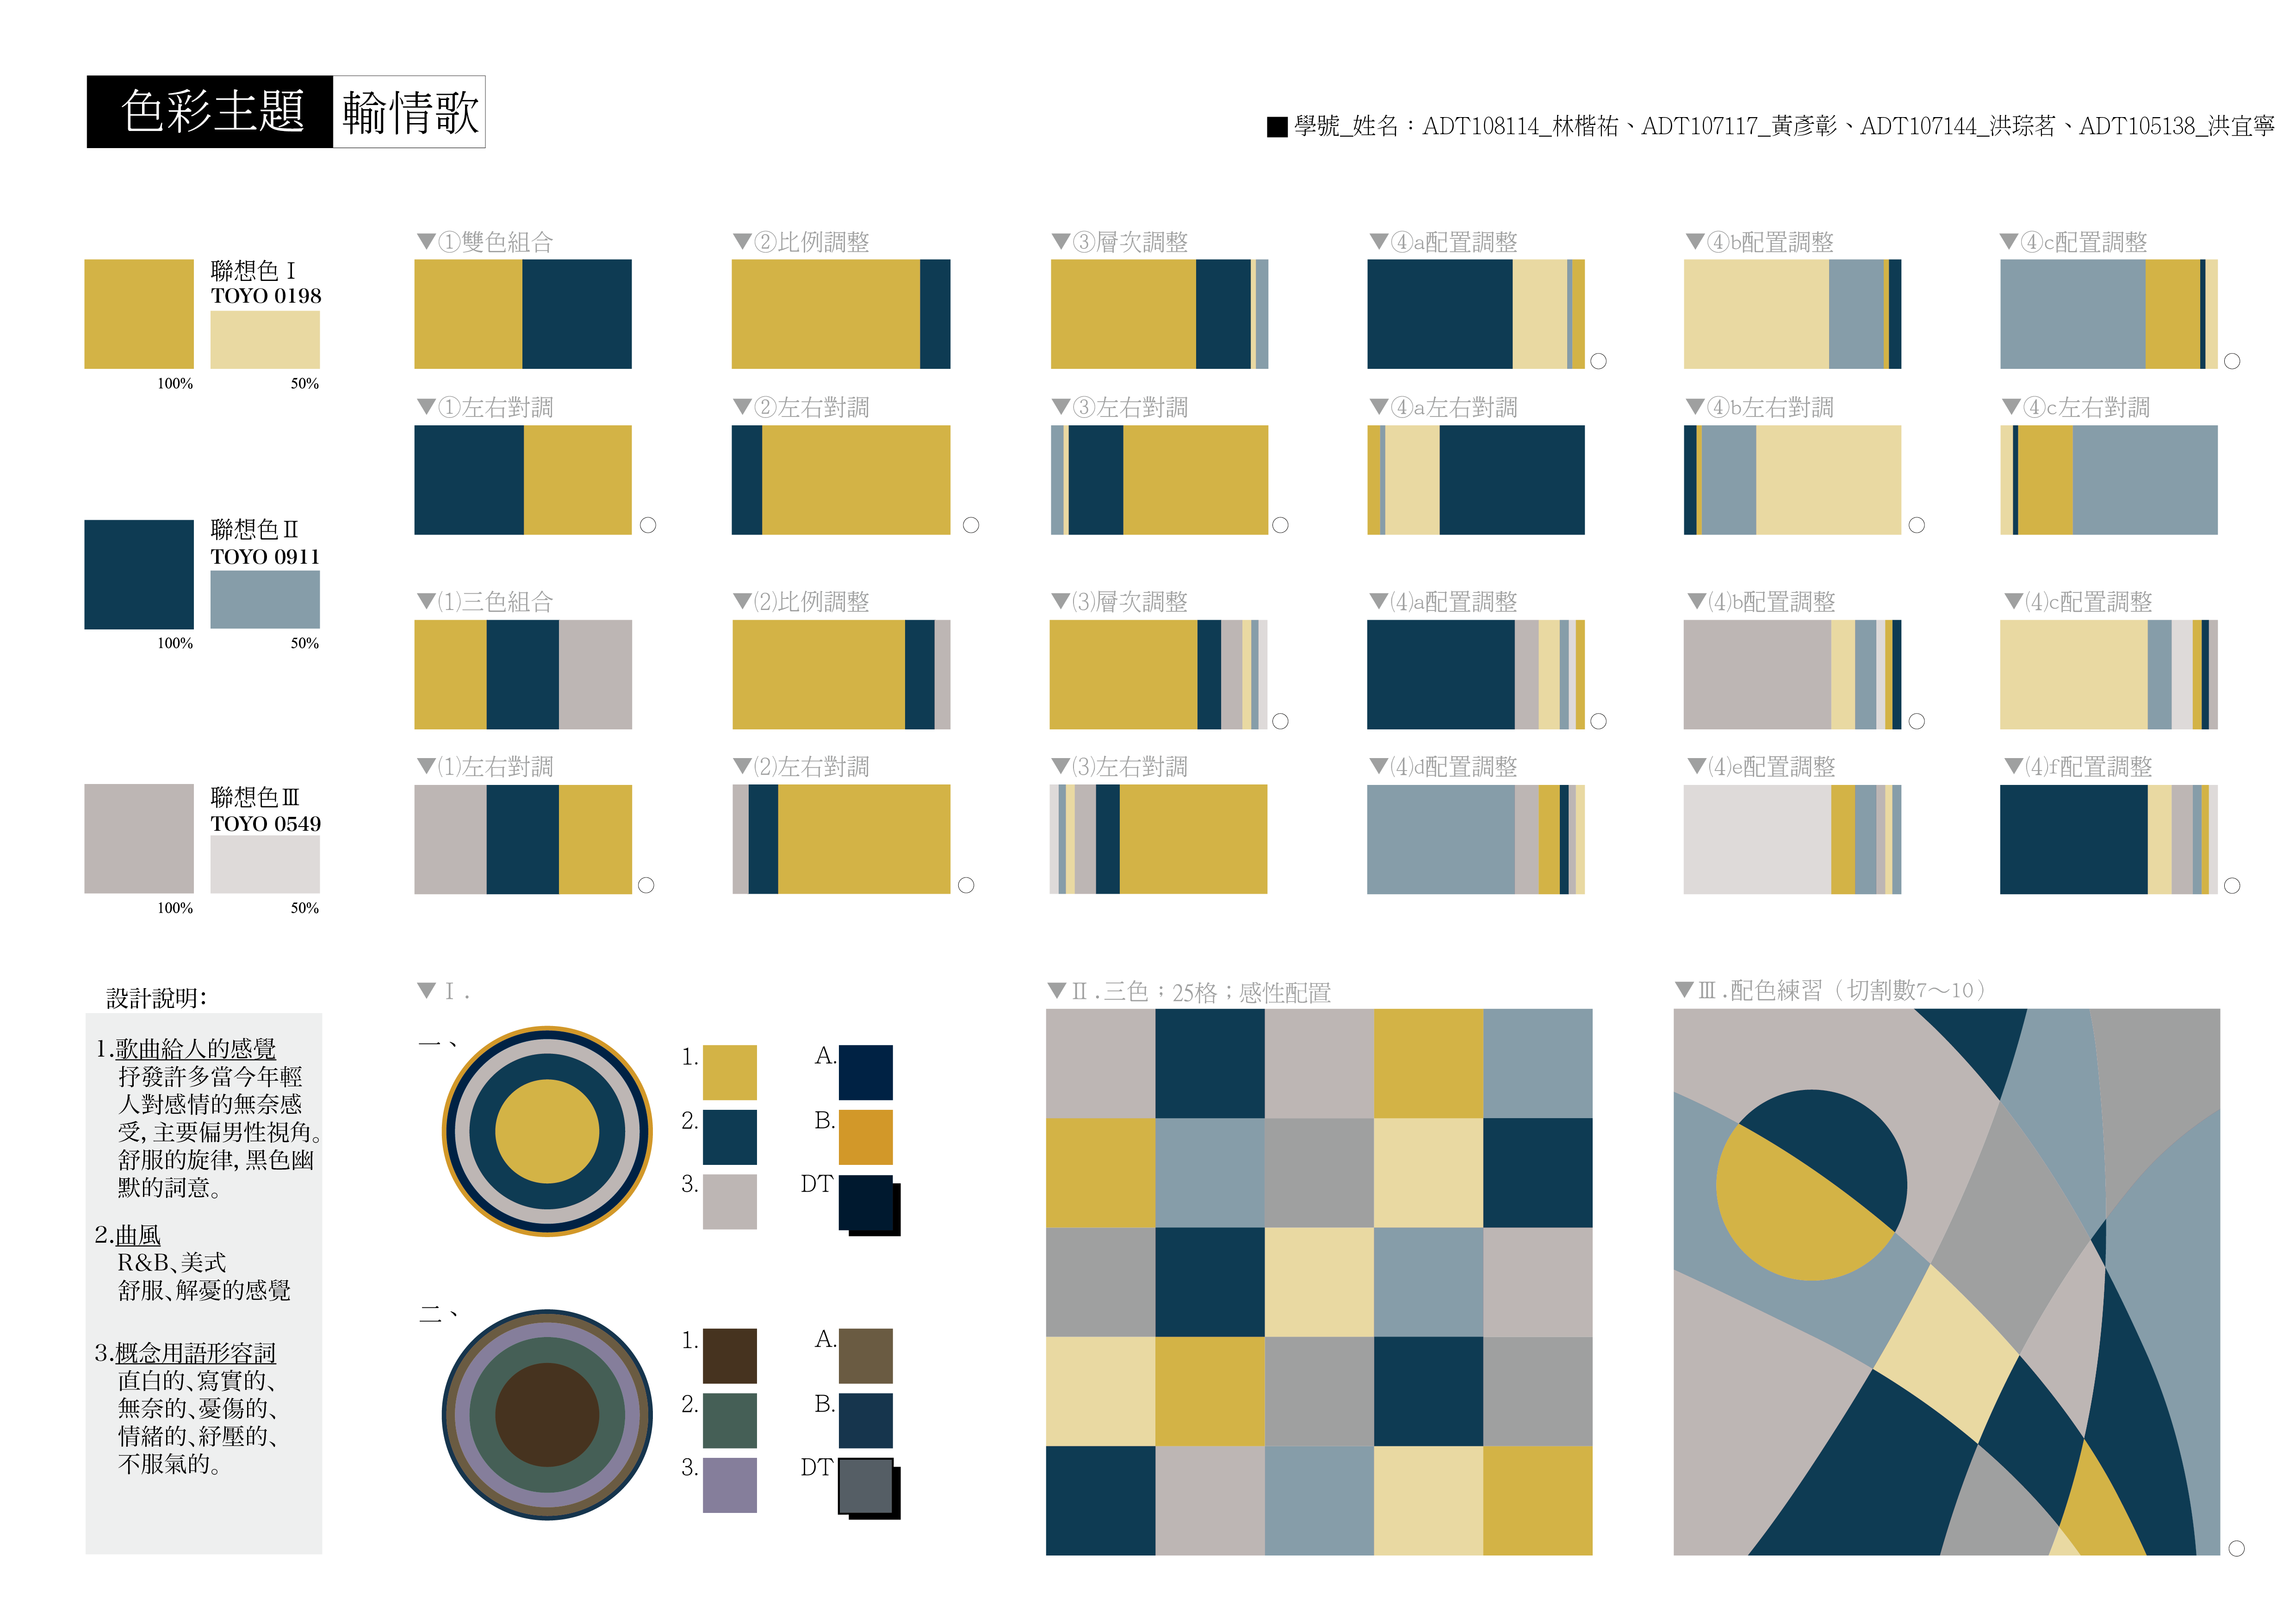 色彩主題 輸情歌
■學號_姓名：ADT108114_林楷祐、ADT107117_黃彥彰、ADT107144_洪琮茗、ADT105138_洪宜寧
聯想色Ⅰ
TOYO 0198
100%
50%
聯想色Ⅱ
TOYO 0911
100%
50%
聯想色Ⅲ
TOYO 0549
100%
50%
▼①雙色組合
▼②比例調整
▼③層次調整
▼④a配置調整
▼④b配置調整
▼④c配置調整
▼①左右對調
▼②左右對調
▼③左右對調
▼④a左右對調
▼④b左右對調
▼④c左右對調
▼⑴三色組合
▼⑵比例調整
▼⑶層次調整
▼⑷a配置調整
▼⑷b配置調整
▼⑷c配置調整
▼⑴左右對調
▼⑵左右對調
▼⑶左右對調
▼⑷d配置調整
▼⑷e配置調整
▼⑷f配置調整
設計說明：
1.歌曲給人的感覺
抒發許多當今年輕
人對感情的無奈感
受，主要偏男性視角。
舒服的旋律，黑色幽
默的詞意。
2.曲風
R&B、美式
舒服、解憂的感覺
3.概念用語形容詞
直白的、寫實的、
無奈的、憂傷的、
情緒的、紓壓的、
不服氣的。
▼Ⅰ.
一、
1.
2.
3.
A.
B.
DT
二、
1.
2.
3.
A.
B.
DT
▼Ⅱ.三色；25格；感性配置
▼Ⅲ.配色練習（切割數7～10）